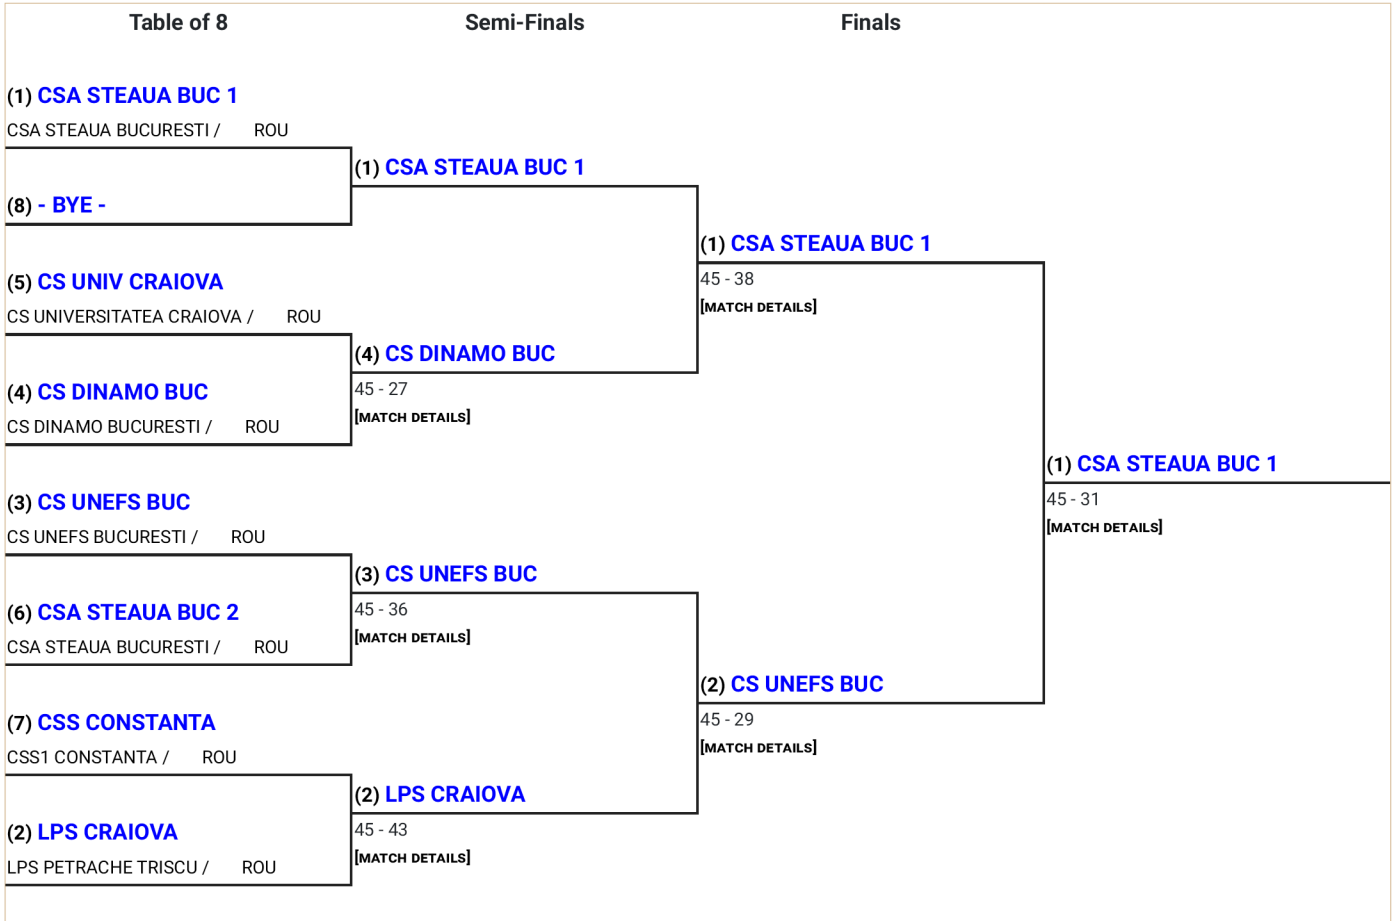 Table of 8
Semi-Finals
Finals
(1) CSA STEAUA BUC 1
CSA STEAUA BUCURESTI / ROU
(8) - BYE -
(5) CS UNIV CRAIOVA
CS UNIVERSITATEA CRAIOVA / ROU
(4) CS DINAMO BUC
CS DINAMO BUCURESTI / ROU
(3) CS UNEFS BUC
CS UNEFS BUCURESTI / ROU
(6) CSA STEAUA BUC 2
CSA STEAUA BUCURESTI / ROU
(7) CSS CONSTANTA
CSS1 CONSTANTA / ROU
(2) LPS CRAIOVA
LPS PETRACHE TRISCU / ROU
(1) CSA STEAUA BUC 1
(4) CS DINAMO BUC
45 - 27
[MATCH DETAILS]
(3) CS UNEFS BUC
45 - 36
[MATCH DETAILS]
(2) LPS CRAIOVA
45 - 43
[MATCH DETAILS]
(1) CSA STEAUA BUC 1
45 - 38
[MATCH DETAILS]
(2) CS UNEFS BUC
45 - 29
[MATCH DETAILS]
(1) CSA STEAUA BUC 1
45 - 31
[MATCH DETAILS]